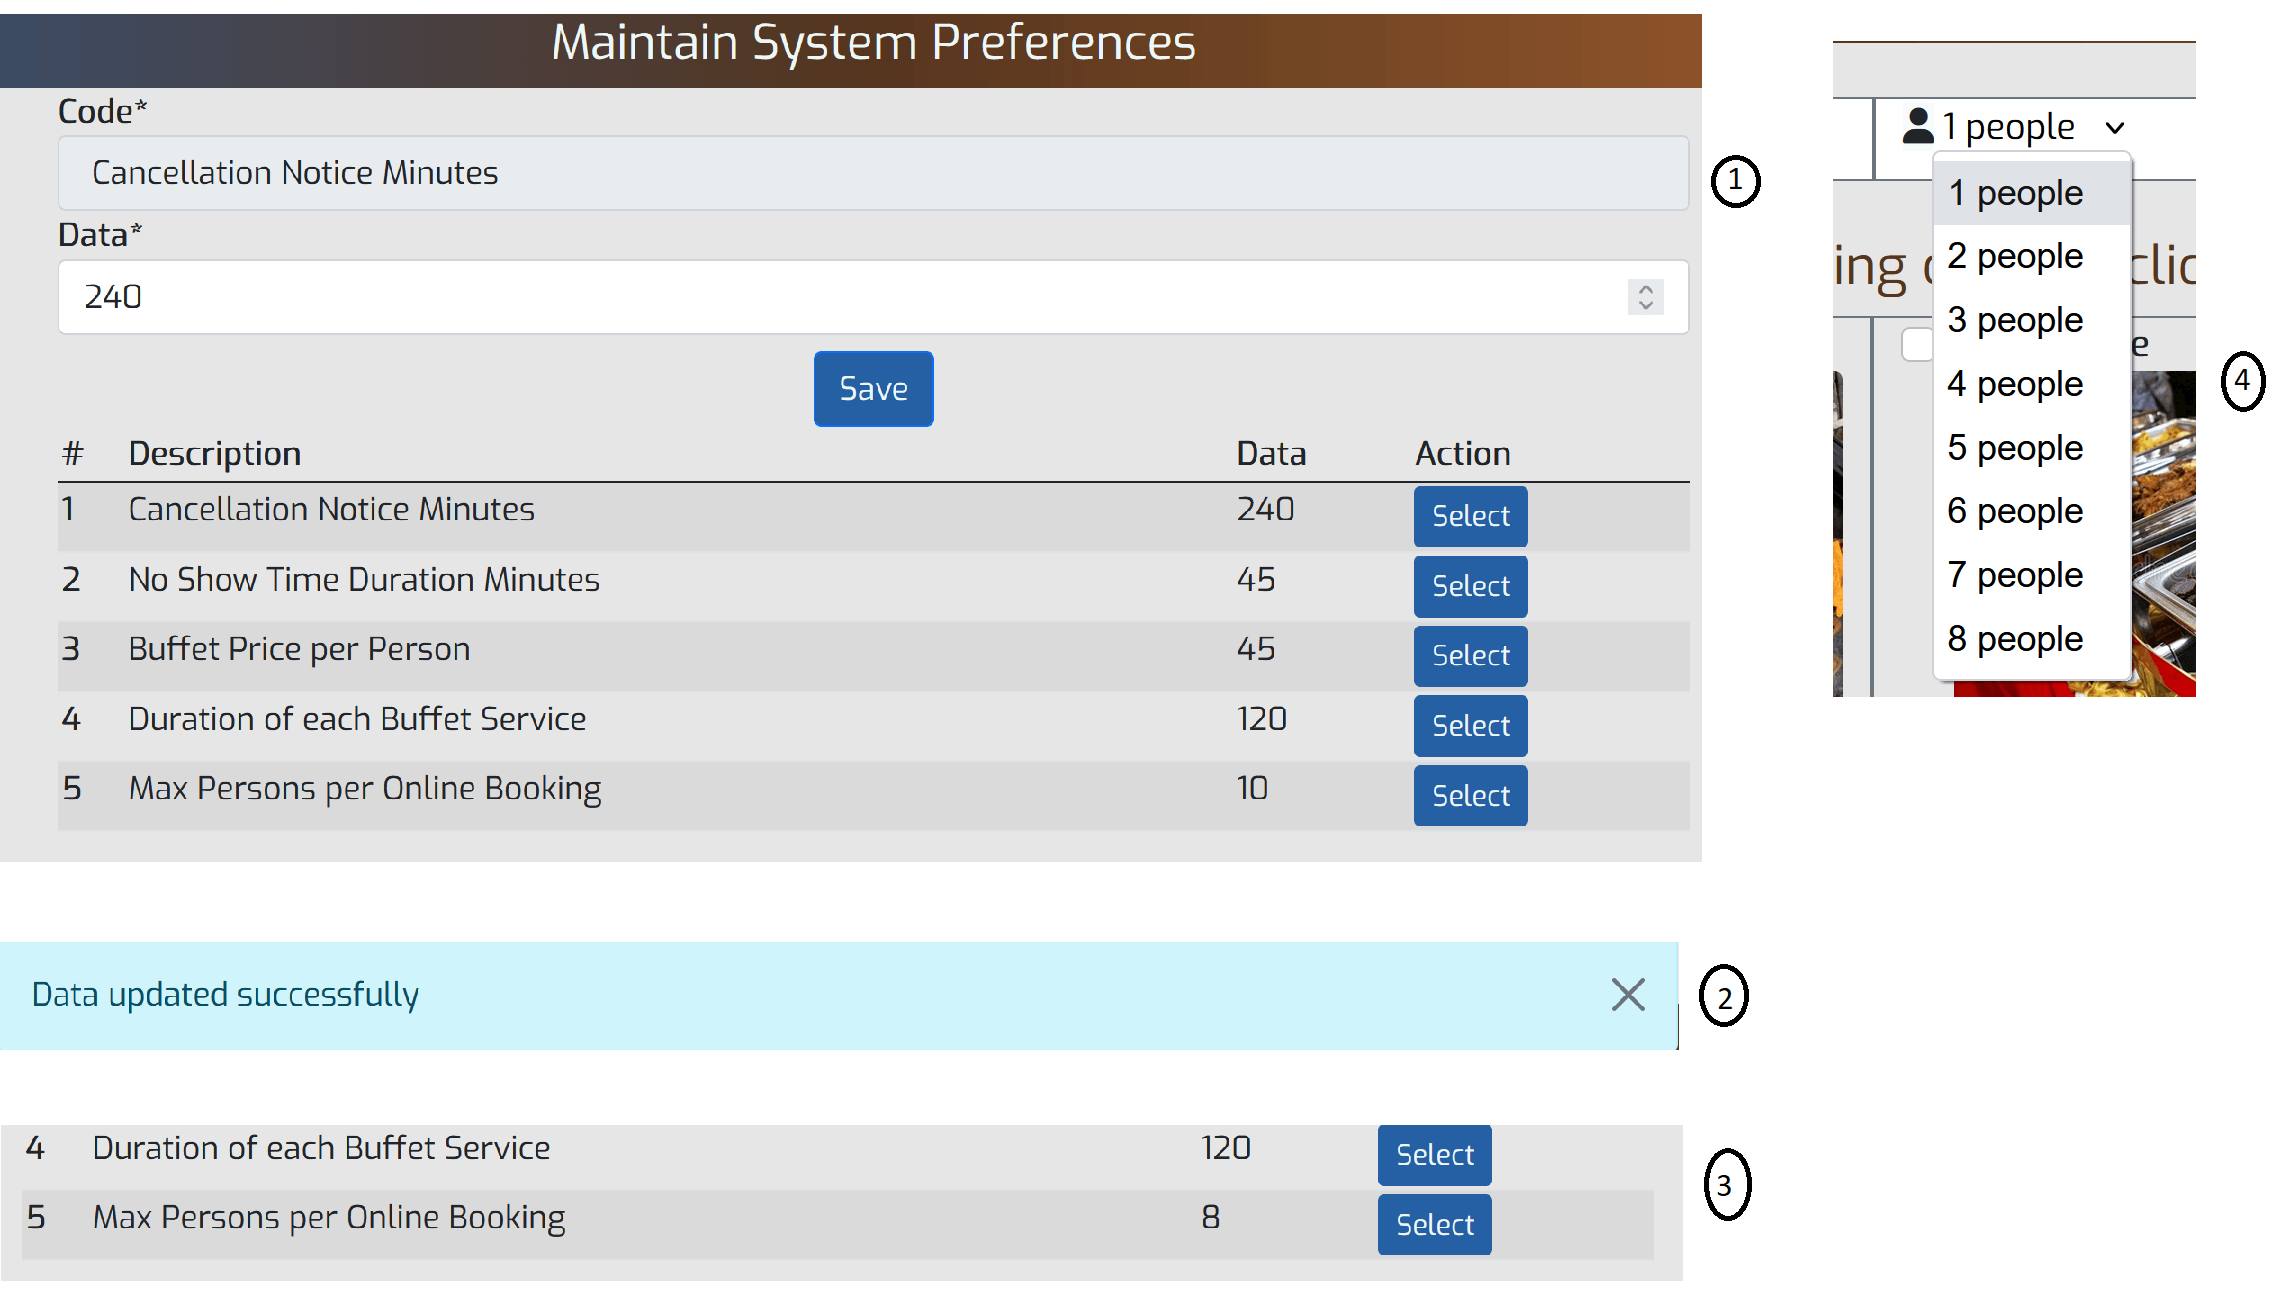 Maintain System Preferences
Code*
Cancellation Notice Minutes
1
Data*
240
Save
# Description Data Action
1 Cancellation Notice Minutes 240 Select
2 No Show Time Duration Minutes 45 Select
3 Buffet Price per Person 45 Select
4 Duration of each Buffet Service 120 Select
5 Max Persons per Online Booking 10 Select
Data updated successfully
2
4 Duration of each Buffet Service 120 Select
5 Max Persons per Online Booking 8 Select
3
1 people
1 people
2 people
3 people
4 people
5 people
6 people
7 people
8 people
4